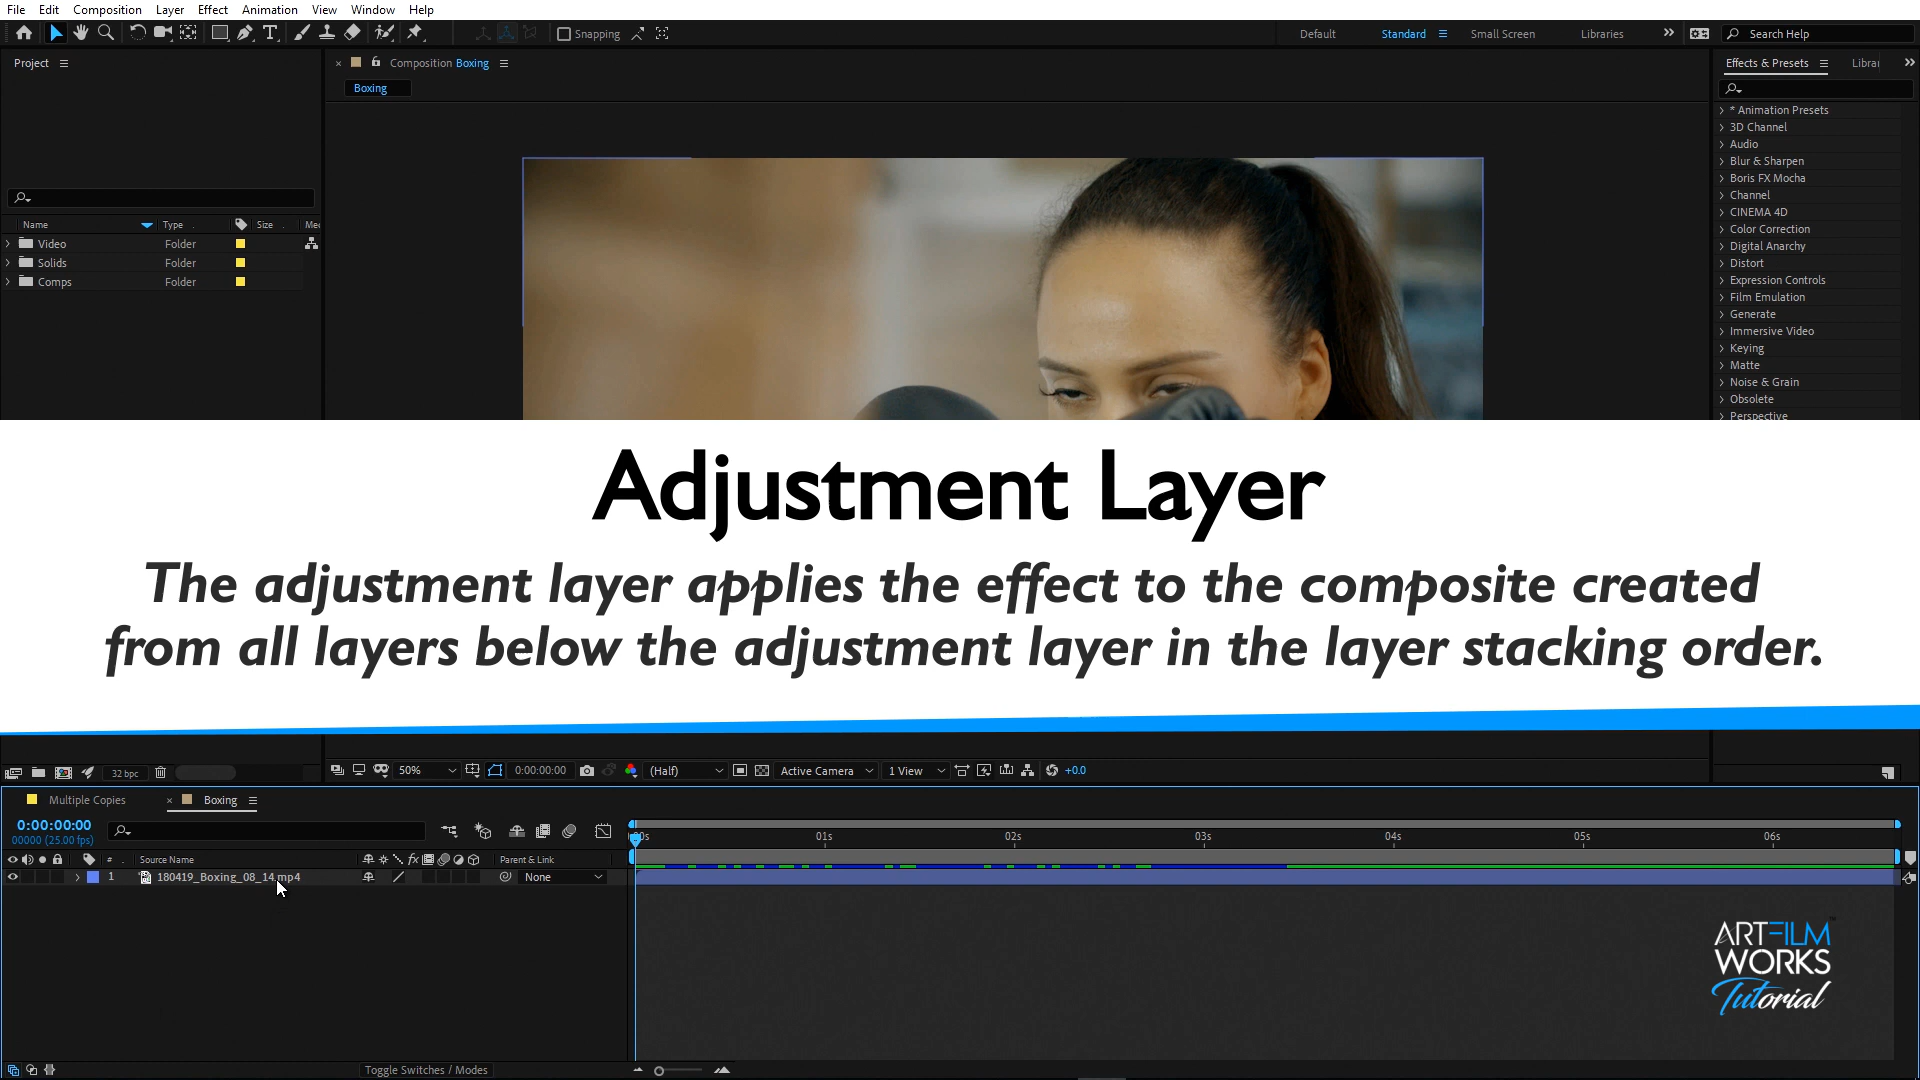 File Edit Composition Layer Effect Animation View Window Help
Snapping Default Standard Small Screen Libraries Search Help
Project Composition Boxing Effects & Presets Librai
Boxing
* Animation Presets
3D Channel
Audio
Blur & Sharpen
Boris FX Mocha
Channel
CINEMA 4D
Color Correction
Digital Anarchy
Distort
Expression Controls
Film Emulation
Generate
Immersive Video
Keying
Matte
Noise & Grain
Obsolete
Perspective
Name Type Size Me
Video Folder
Solids Folder
Comps Folder
Adjustment Layer
The adjustment layer applies the effect to the composite created
from all layers below the adjustment layer in the layer stacking order.
32 bpc 50% 0:00:00:00 (Half) Active Camera 1 View +0.0
Multiple Copies Boxing
0:00:00:00
00000 (25.00 fps)
00s 01s 02s 03s 04s 05s 06s
# Source Name fx Parent & Link
1 180419_Boxing_08_14.mp4 None
ARTFILM
WORKS
Tutorial
Toggle Switches / Modes